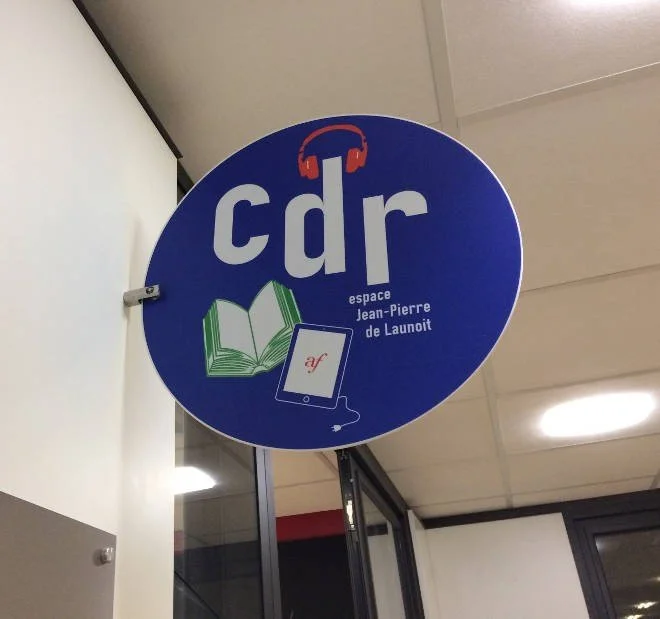 cdr
espace
Jean-Pierre
de Launoit
af